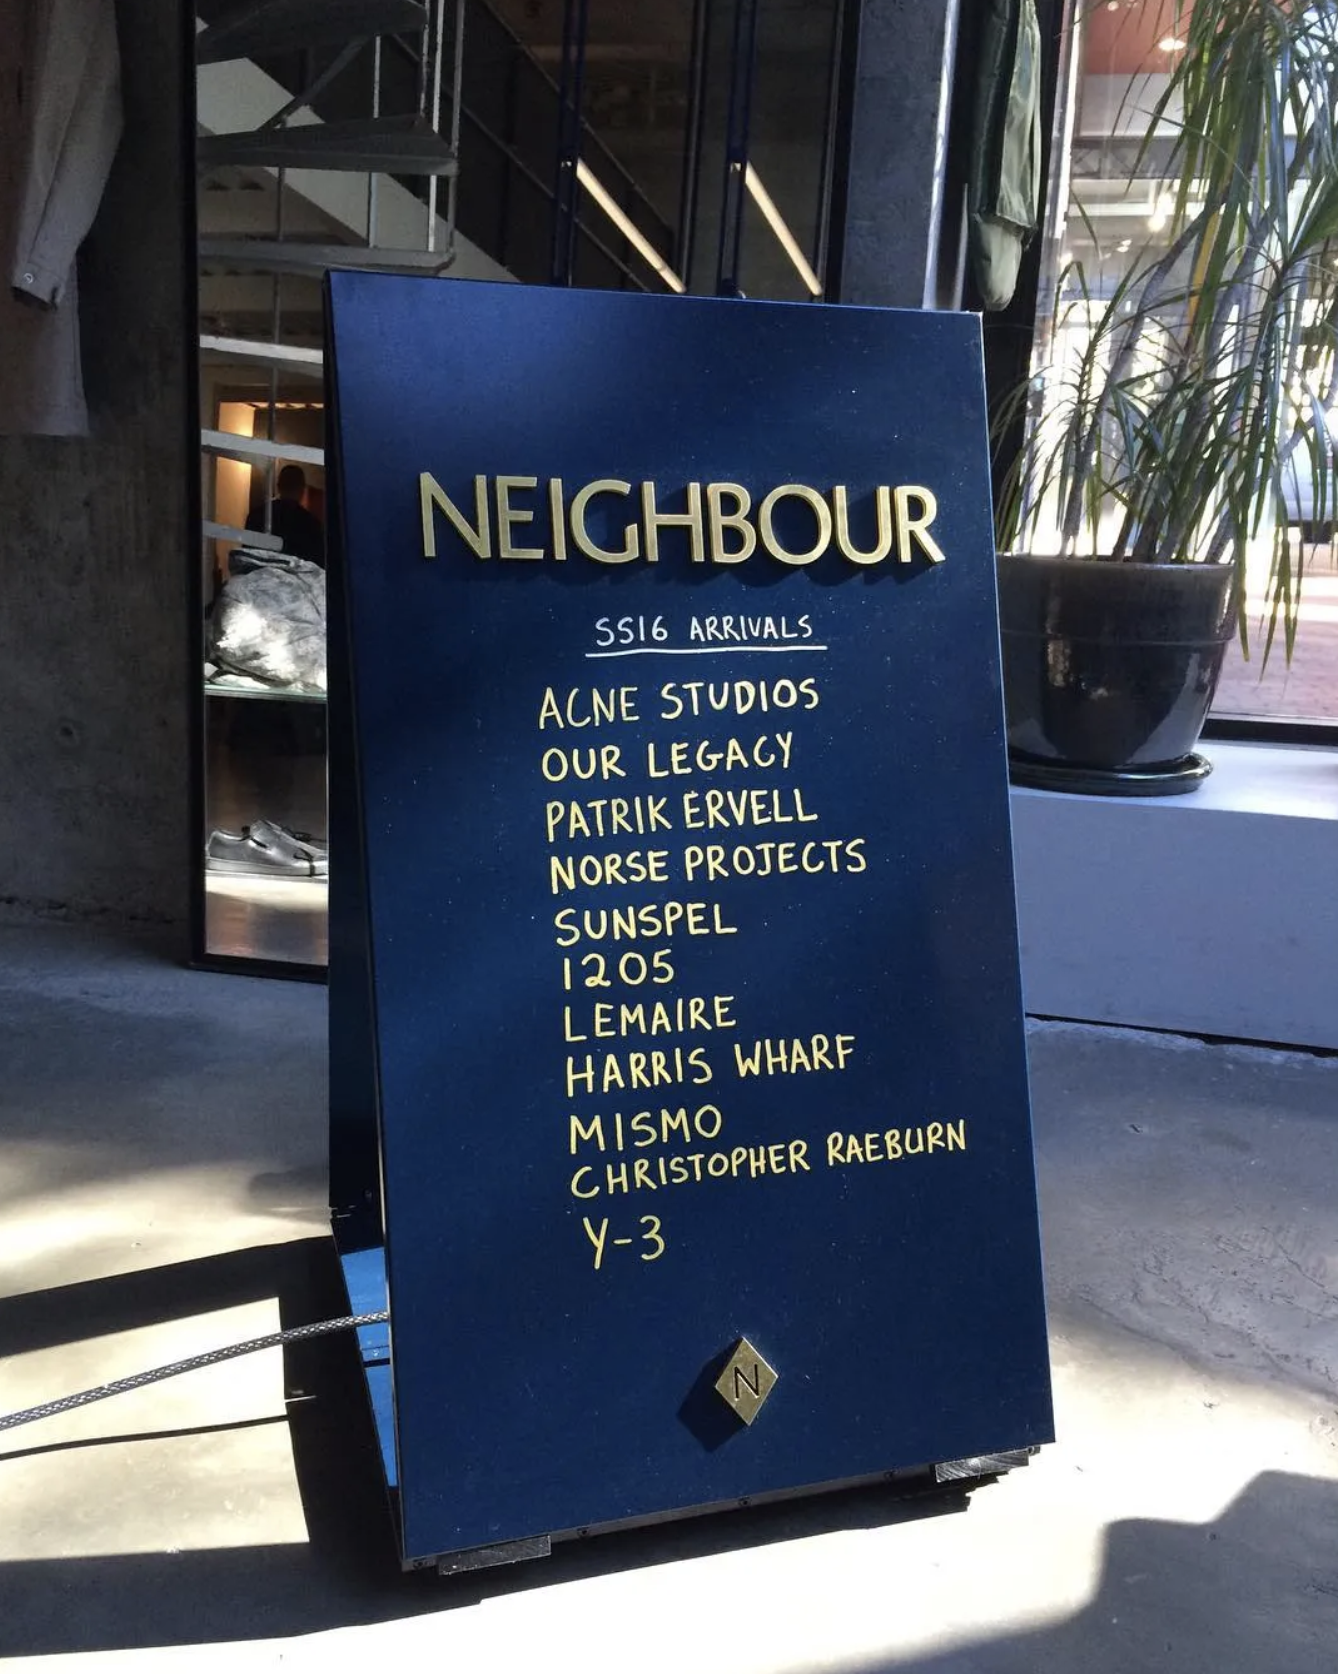 NEIGHBOUR
SS16 ARRIVALS
ACNE STUDIOS
OUR LEGACY
PATRIK ERVELL
NORSE PROJECTS
SUNSPEL
1205
LEMAIRE
HARRIS WHARF
MISMO
CHRISTOPHER RAEBURN
Y-3
N